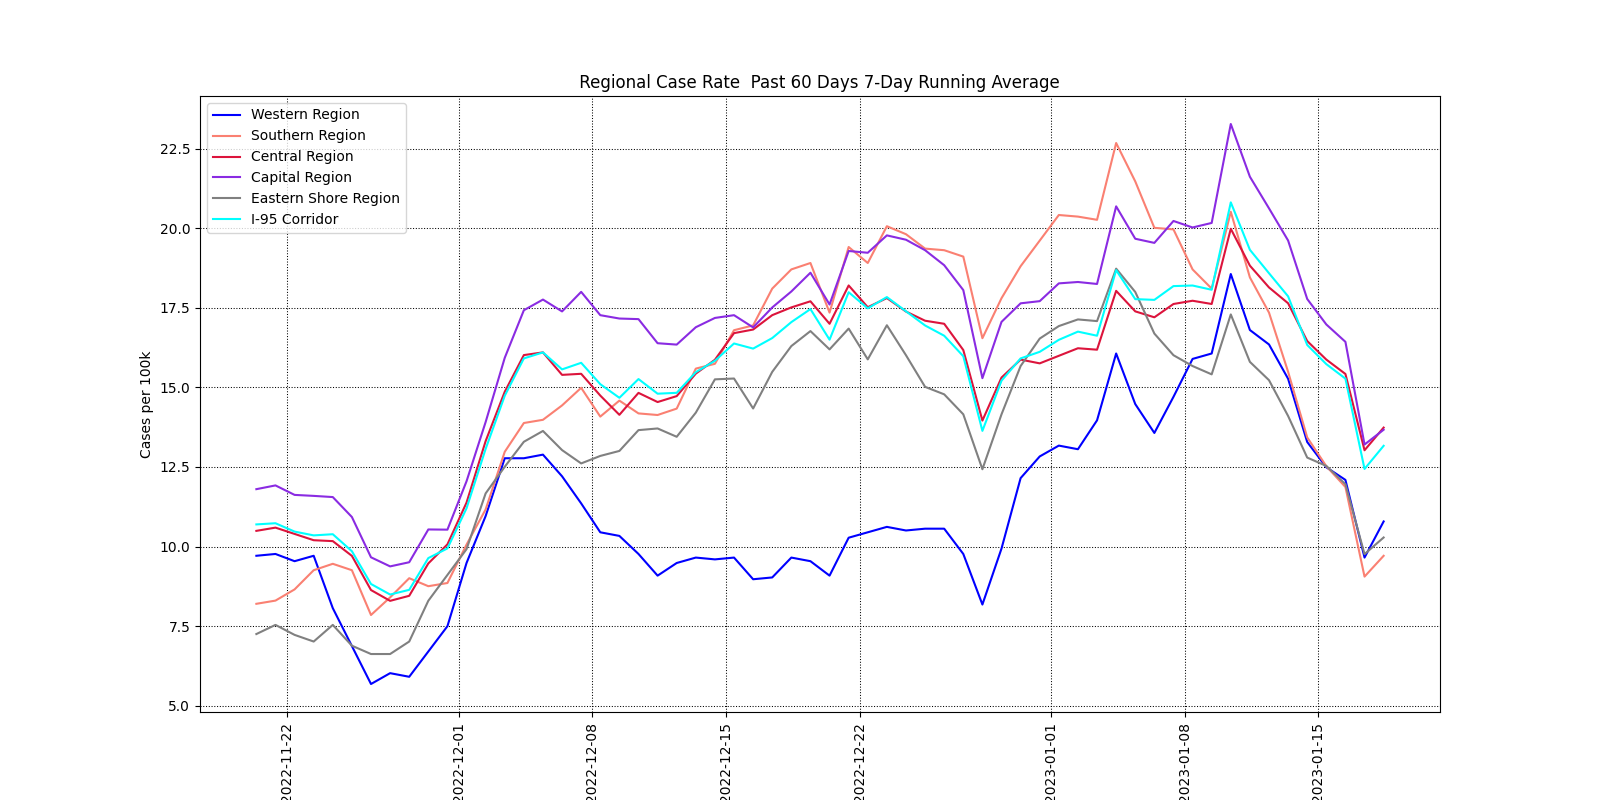 Regional Case Rate  Past 60 Days 7-Day Running Average
Western Region
Southern Region
Central Region
Capital Region
Eastern Shore Region
I-95 Corridor
Cases per 100k
22.5
20.0
17.5
15.0
12.5
10.0
7.5
5.0
2022-11-22
2022-12-01
2022-12-08
2022-12-15
2022-12-22
2023-01-01
2023-01-08
2023-01-15